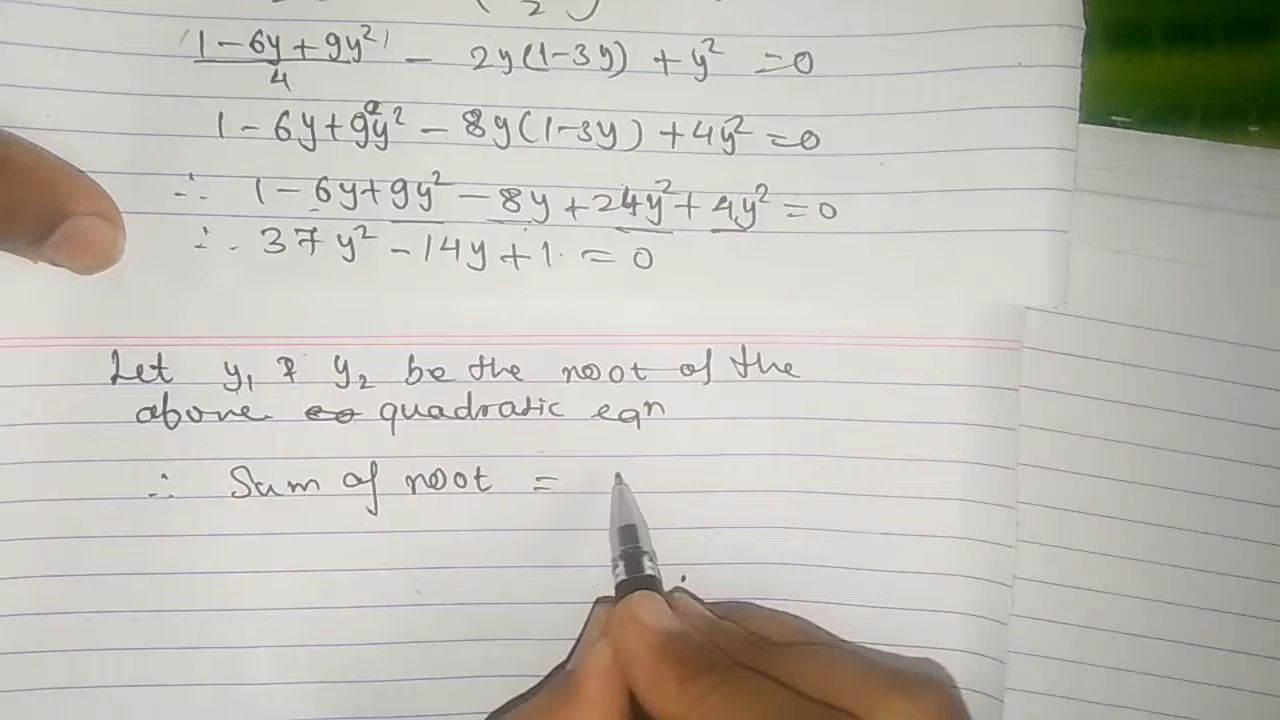 2
1 - 6y + 9y² / 4 - 2y(1-3y) + y² = 0
1 - 6y + 9y² - 8y(1-3y) + 4y² = 0
∴ 1 - 6y + 9y² - 8y + 24y² + 4y² = 0
∴ 37y² - 14y + 1 = 0
Let y₁ & y₂ be the root of the
above quadratic eqn
∴ Sum of root =